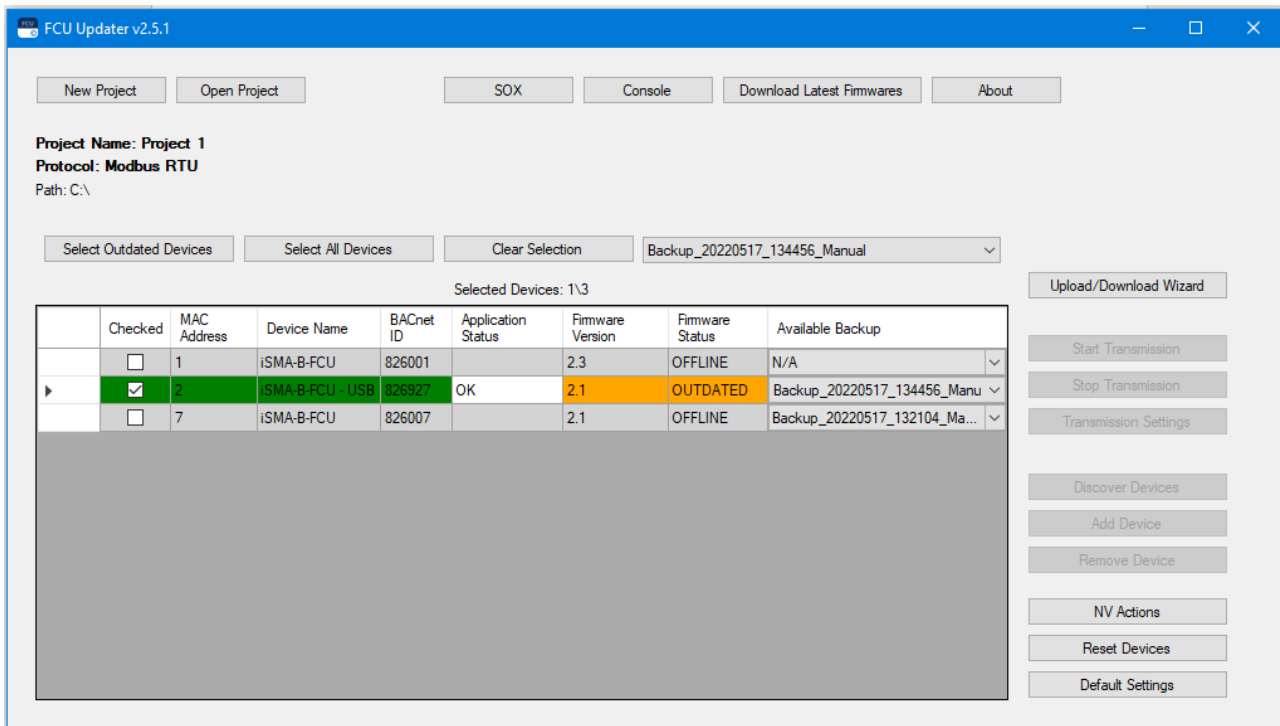 FCU Updater v2.5.1
New Project Open Project SOX Console Download Latest Firmwares About
Project Name: Project 1
Protocol: Modbus RTU
Path: C:\
Select Outdated Devices Select All Devices Clear Selection Backup_20220517_134456_Manual
Selected Devices: 1\3
Upload/Download Wizard
Checked MAC Address Device Name BACnet ID Application Status Firmware Version Firmware Status Available Backup
1 iSMA-B-FCU 826001 2.3 OFFLINE N/A
2 iSMA-B-FCU - USB 826927 OK 2.1 OUTDATED Backup_20220517_134456_Manu
7 iSMA-B-FCU 826007 2.1 OFFLINE Backup_20220517_132104_Ma...
Start Transmission
Stop Transmission
Transmission Settings
Discover Devices
Add Device
Remove Device
NV Actions
Reset Devices
Default Settings